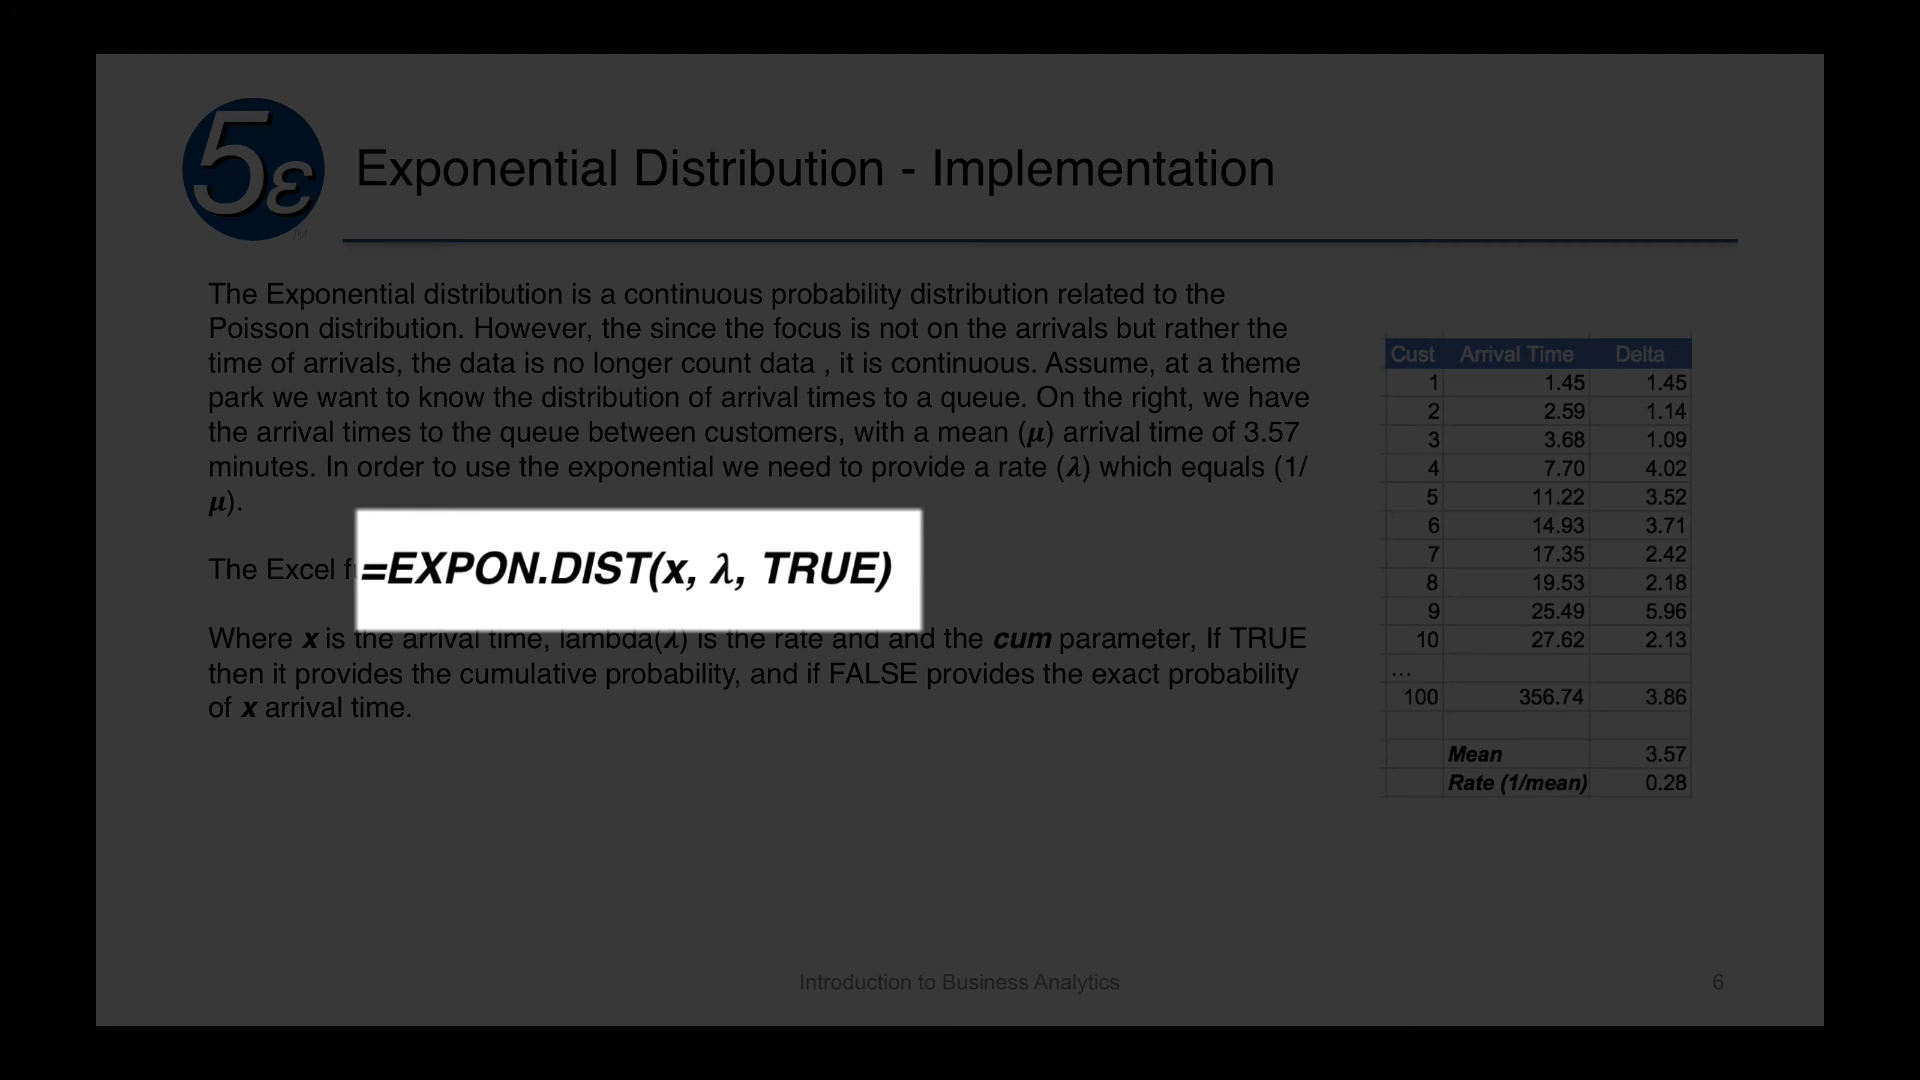 5ε
Exponential Distribution - Implementation
The Exponential distribution is a continuous probability distribution related to the
Poisson distribution. However, the since the focus is not on the arrivals but rather the
time of arrivals, the data is no longer count data , it is continuous. Assume, at a theme
park we want to know the distribution of arrival times to a queue. On the right, we have
the arrival times to the queue between customers, with a mean (μ) arrival time of 3.57
minutes. In order to use the exponential we need to provide a rate (λ) which equals (1/
μ).
The Excel
=EXPON.DIST(x, λ, TRUE)
Where x is the arrival time, lambda(λ) is the rate and and the cum parameter, If TRUE
then it provides the cumulative probability, and if FALSE provides the exact probability
of x arrival time.
Cust Arrival Time Delta
1 1.45 1.45
2 2.59 1.14
3 3.68 1.09
4 7.70 4.02
5 11.22 3.52
6 14.93 3.71
7 17.35 2.42
8 19.53 2.18
9 25.49 5.96
10 27.62 2.13
...
100 356.74 3.86
Mean 3.57
Rate (1/mean) 0.28
Introduction to Business Analytics
6